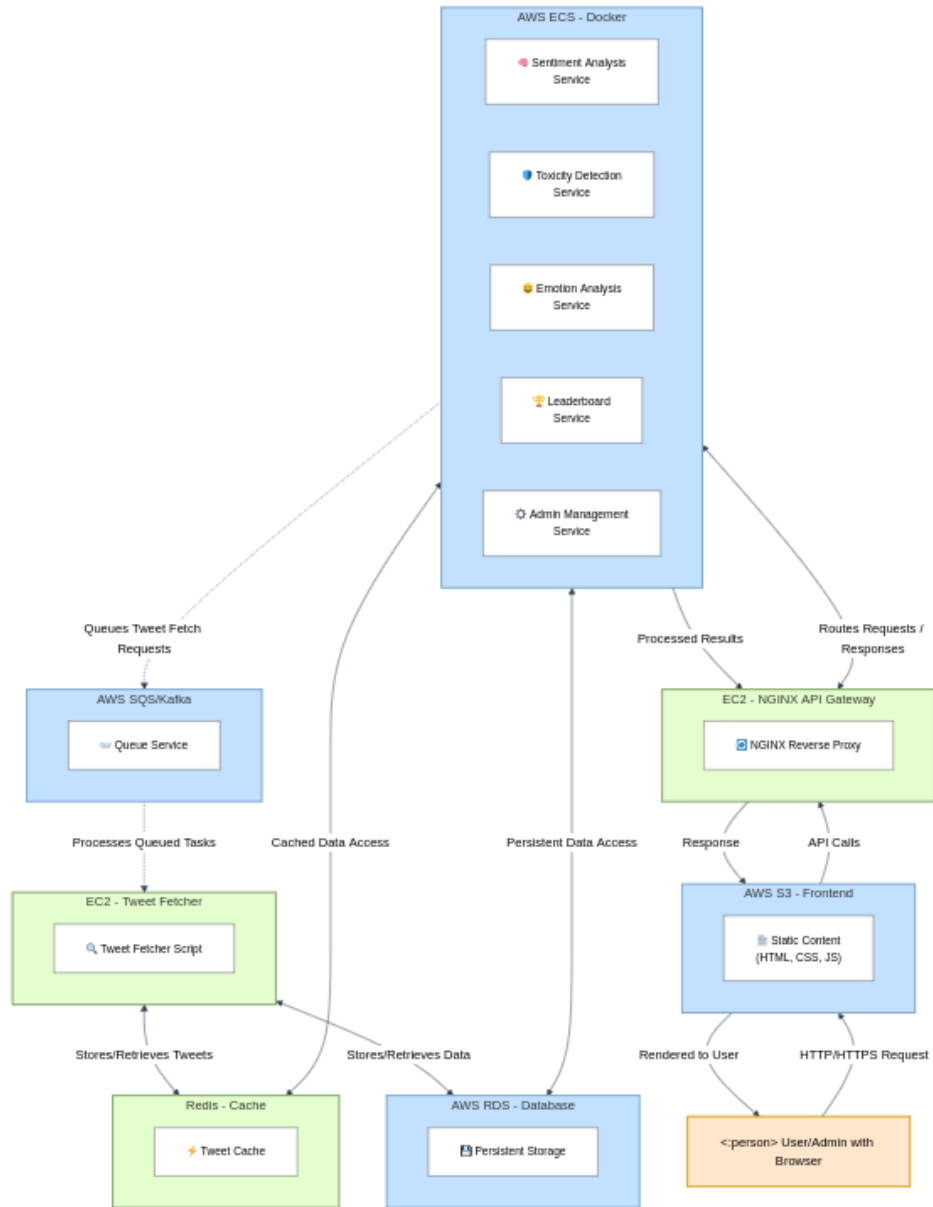 AWS ECS - Docker
🧠 Sentiment Analysis
Service
🛡️ Toxicity Detection
Service
😄 Emotion Analysis
Service
🏆 Leaderboard
Service
⚙️ Admin Management
Service
Queues Tweet Fetch
Requests
Processed Results
Routes Requests /
Responses
AWS SQS/Kafka
Queue Service
EC2 - NGINX API Gateway
NGINX Reverse Proxy
Processes Queued Tasks
Cached Data Access
Persistent Data Access
Response
API Calls
EC2 - Tweet Fetcher
🔍 Tweet Fetcher Script
AWS S3 - Frontend
Static Content
(HTML, CSS, JS)
Stores/Retrieves Tweets
Stores/Retrieves Data
Rendered to User
HTTP/HTTPS Request
Redis - Cache
⚡ Tweet Cache
AWS RDS - Database
💾 Persistent Storage
<:person> User/Admin with
Browser